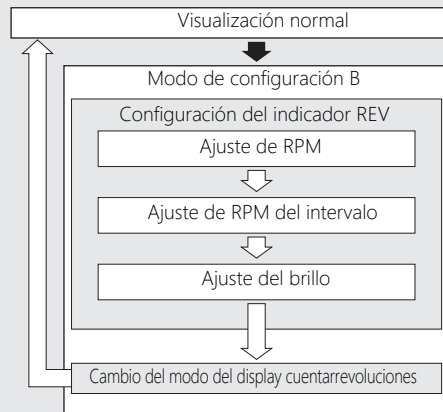 Visualización normal
Modo de configuración B
Configuración del indicador REV
Ajuste de RPM
Ajuste de RPM del intervalo
Ajuste del brillo
Cambio del modo del display cuentarrevoluciones